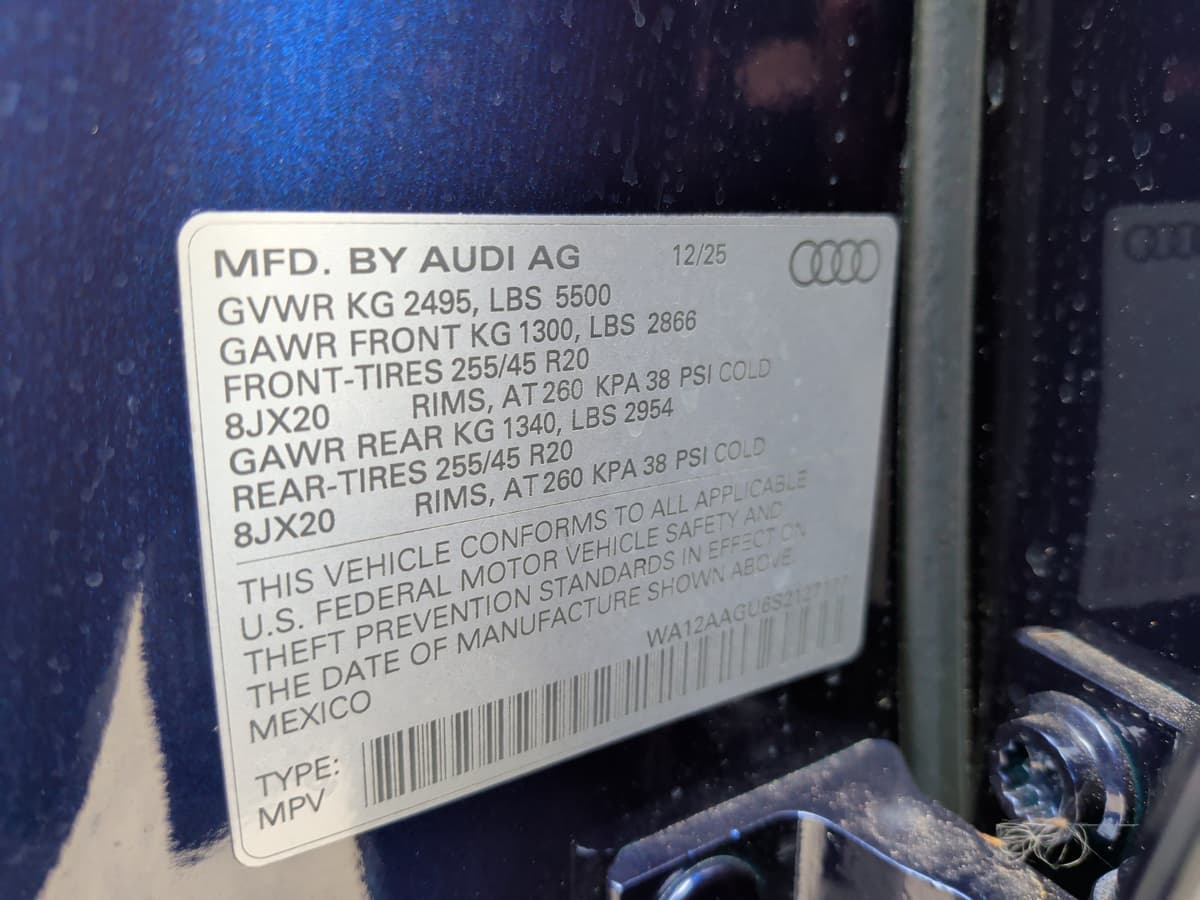 MFD. BY AUDI AG 12/25
GVWR KG 2495, LBS 5500
GAWR FRONT KG 1300, LBS 2866
FRONT-TIRES 255/45 R20
8JX20 RIMS, AT 260 KPA 38 PSI COLD
GAWR REAR KG 1340, LBS 2954
REAR-TIRES 255/45 R20
8JX20 RIMS, AT 260 KPA 38 PSI COLD
THIS VEHICLE CONFORMS TO ALL APPLICABLE
U.S. FEDERAL MOTOR VEHICLE SAFETY AND
THEFT PREVENTION STANDARDS IN EFFECT ON
THE DATE OF MANUFACTURE SHOWN ABOVE
MEXICO
TYPE:
MPV